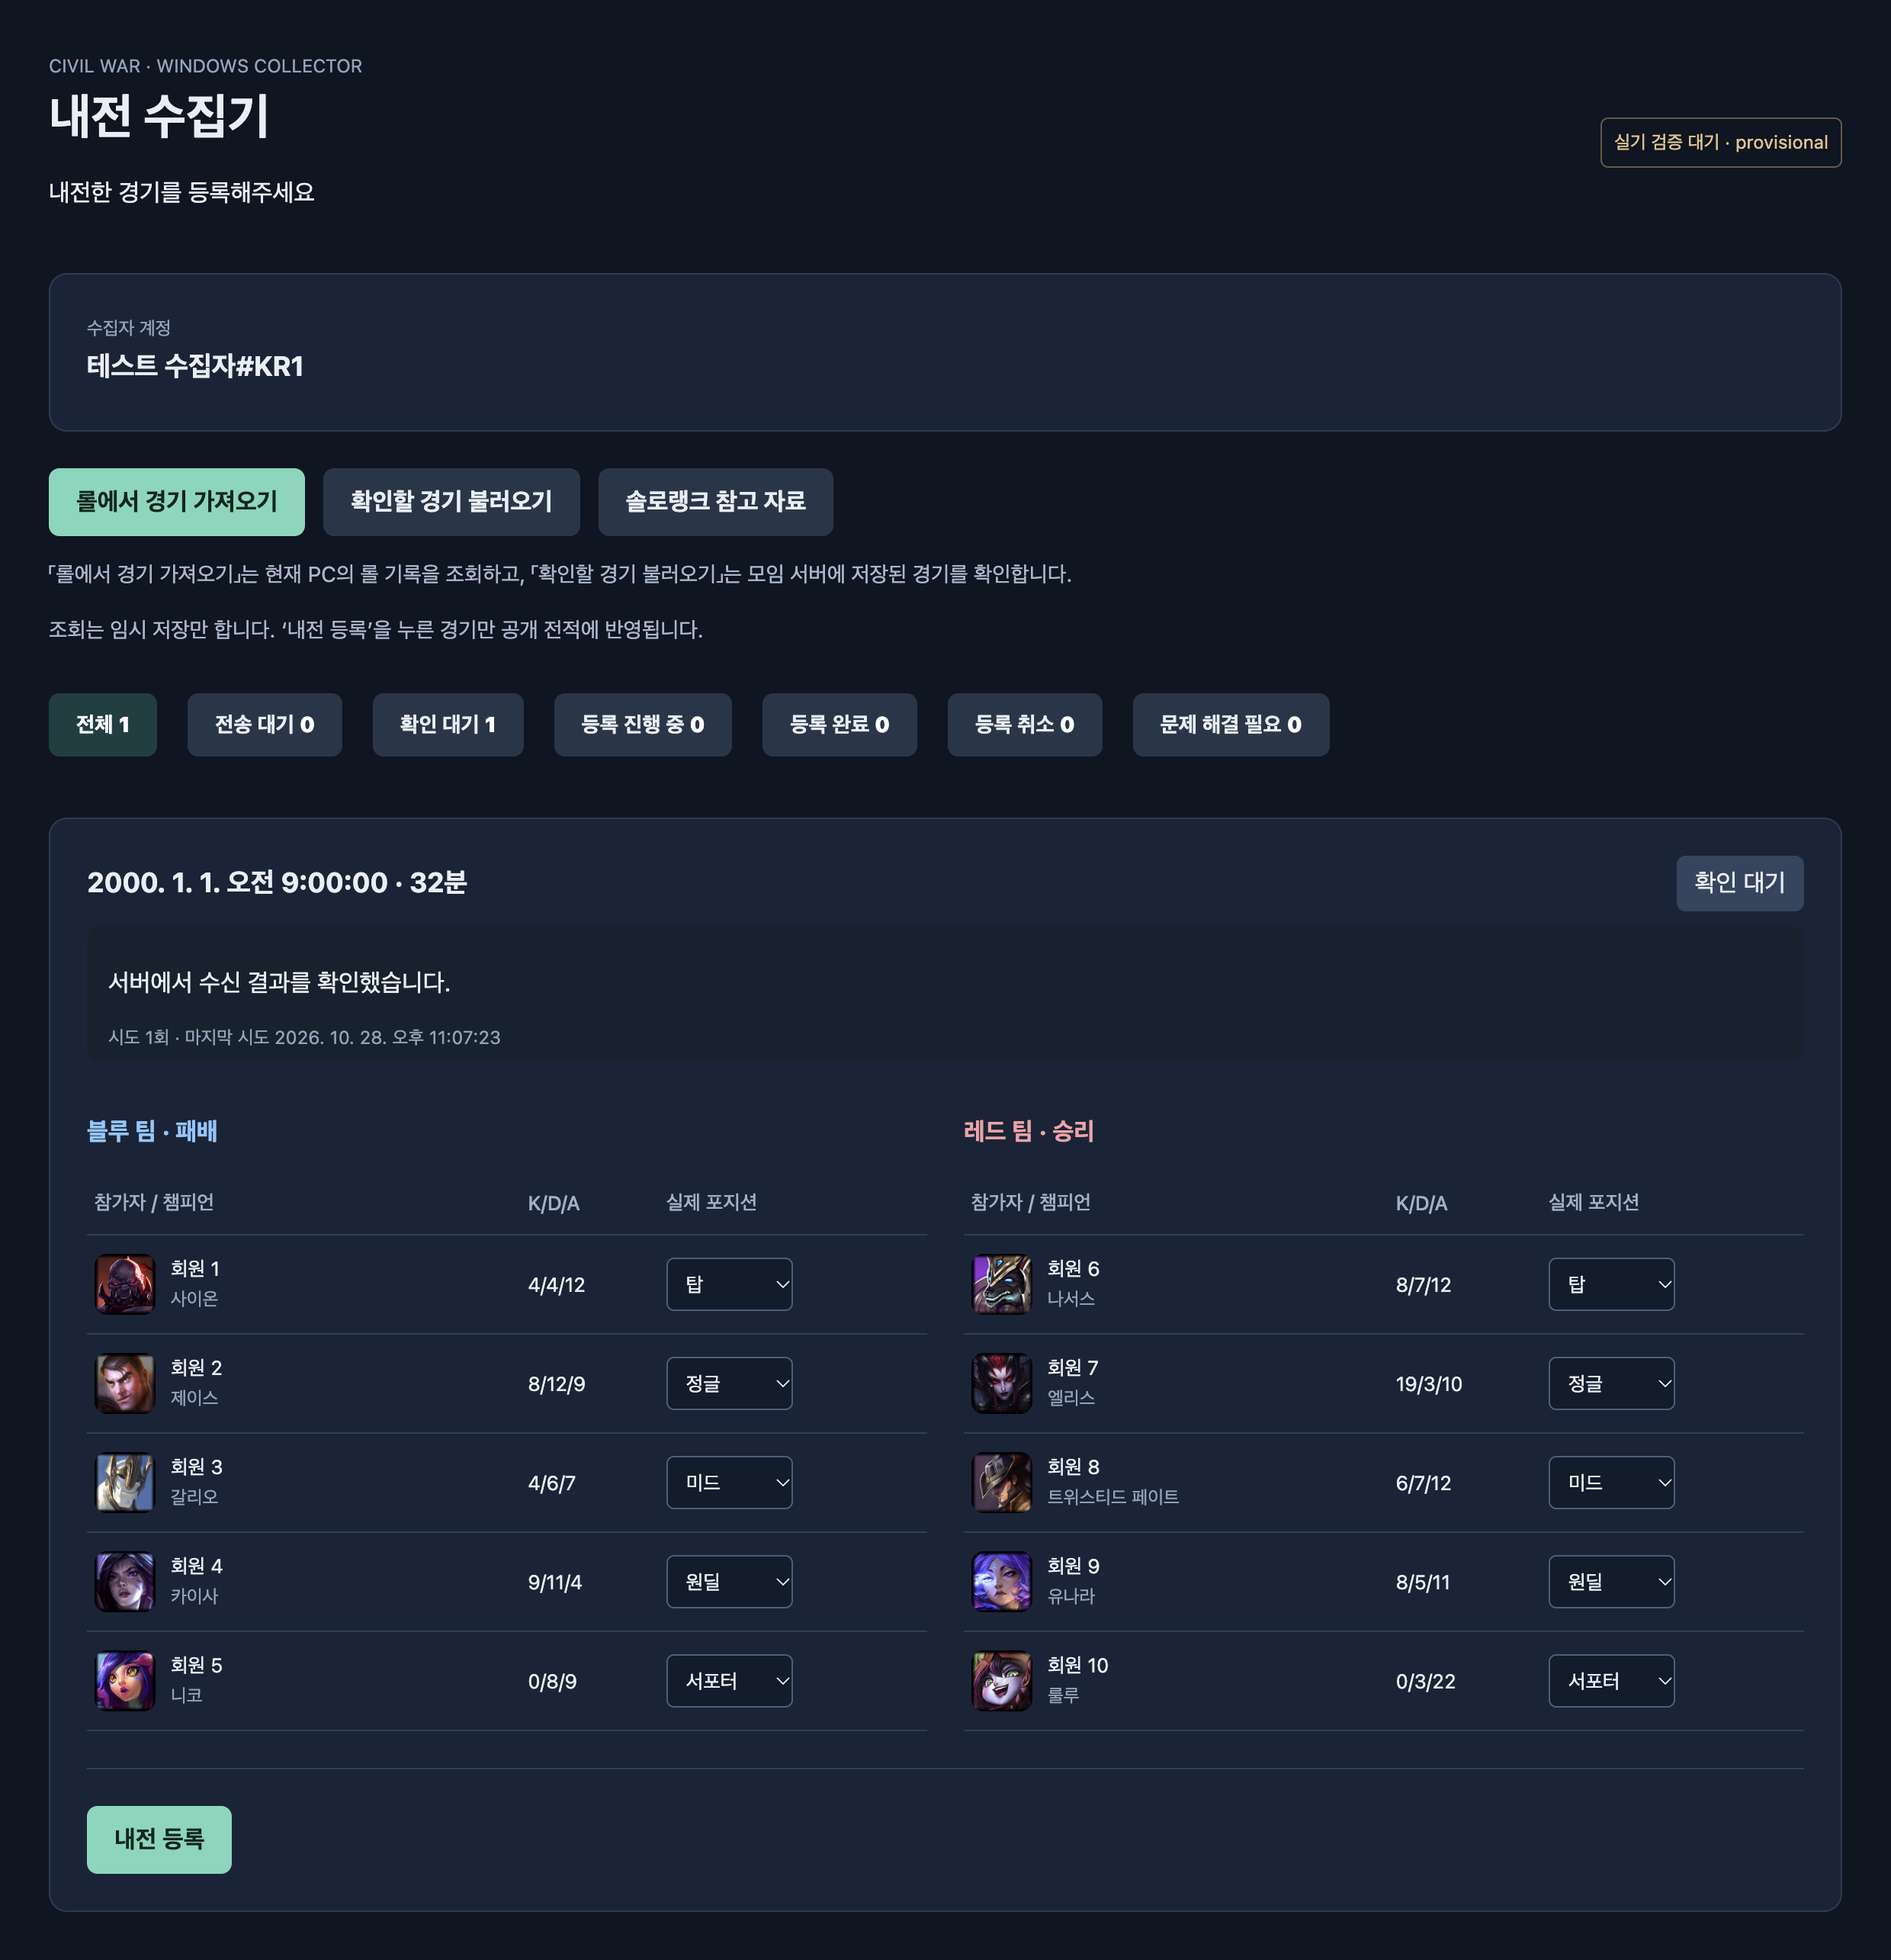 CIVIL WAR · WINDOWS COLLECTOR
내전 수집기
실기 검증 대기 · provisional
내전한 경기를 등록해주세요
수집자 계정
테스트 수집자#KR1
롤에서 경기 가져오기
확인할 경기 불러오기
솔로랭크 참고 자료
「롤에서 경기 가져오기」는 현재 PC의 롤 기록을 조회하고, 「확인할 경기 불러오기」는 모임 서버에 저장된 경기를 확인합니다.
조회는 임시 저장만 합니다. ‘내전 등록’을 누른 경기만 공개 전적에 반영됩니다.
전체 1
전송 대기 0
확인 대기 1
등록 진행 중 0
등록 완료 0
등록 취소 0
문제 해결 필요 0
2000. 1. 1. 오전 9:00:00 · 32분
확인 대기
서버에서 수신 결과를 확인했습니다.
시도 1회 · 마지막 시도 2026. 10. 28. 오후 11:07:23
블루 팀 · 패배
참가자 / 챔피언 K/D/A 실제 포지션
회원 1
사이온
4/4/12 탑
회원 2
제이스
8/12/9 정글
회원 3
갈리오
4/6/7 미드
회원 4
카이사
9/11/4 원딜
회원 5
니코
0/8/9 서포터
레드 팀 · 승리
참가자 / 챔피언 K/D/A 실제 포지션
회원 6
나서스
8/7/12 탑
회원 7
엘리스
19/3/10 정글
회원 8
트위스티드 페이트
6/7/12 미드
회원 9
유나라
8/5/11 원딜
회원 10
룰루
0/3/22 서포터
내전 등록